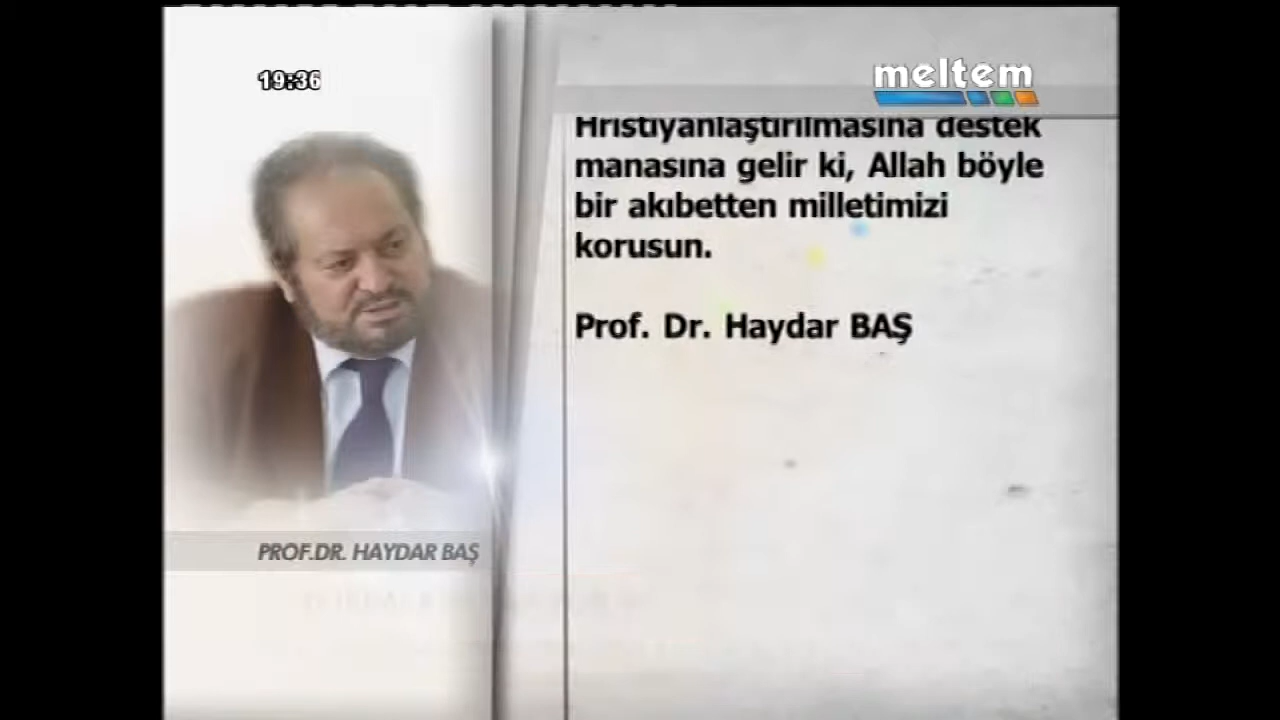 19:36
meltem
Hristiyanlaştırılmasına destek
manasına gelir ki, Allah böyle
bir akıbetten milletimizi
korusun.
Prof. Dr. Haydar BAŞ
PROF.DR. HAYDAR BAŞ